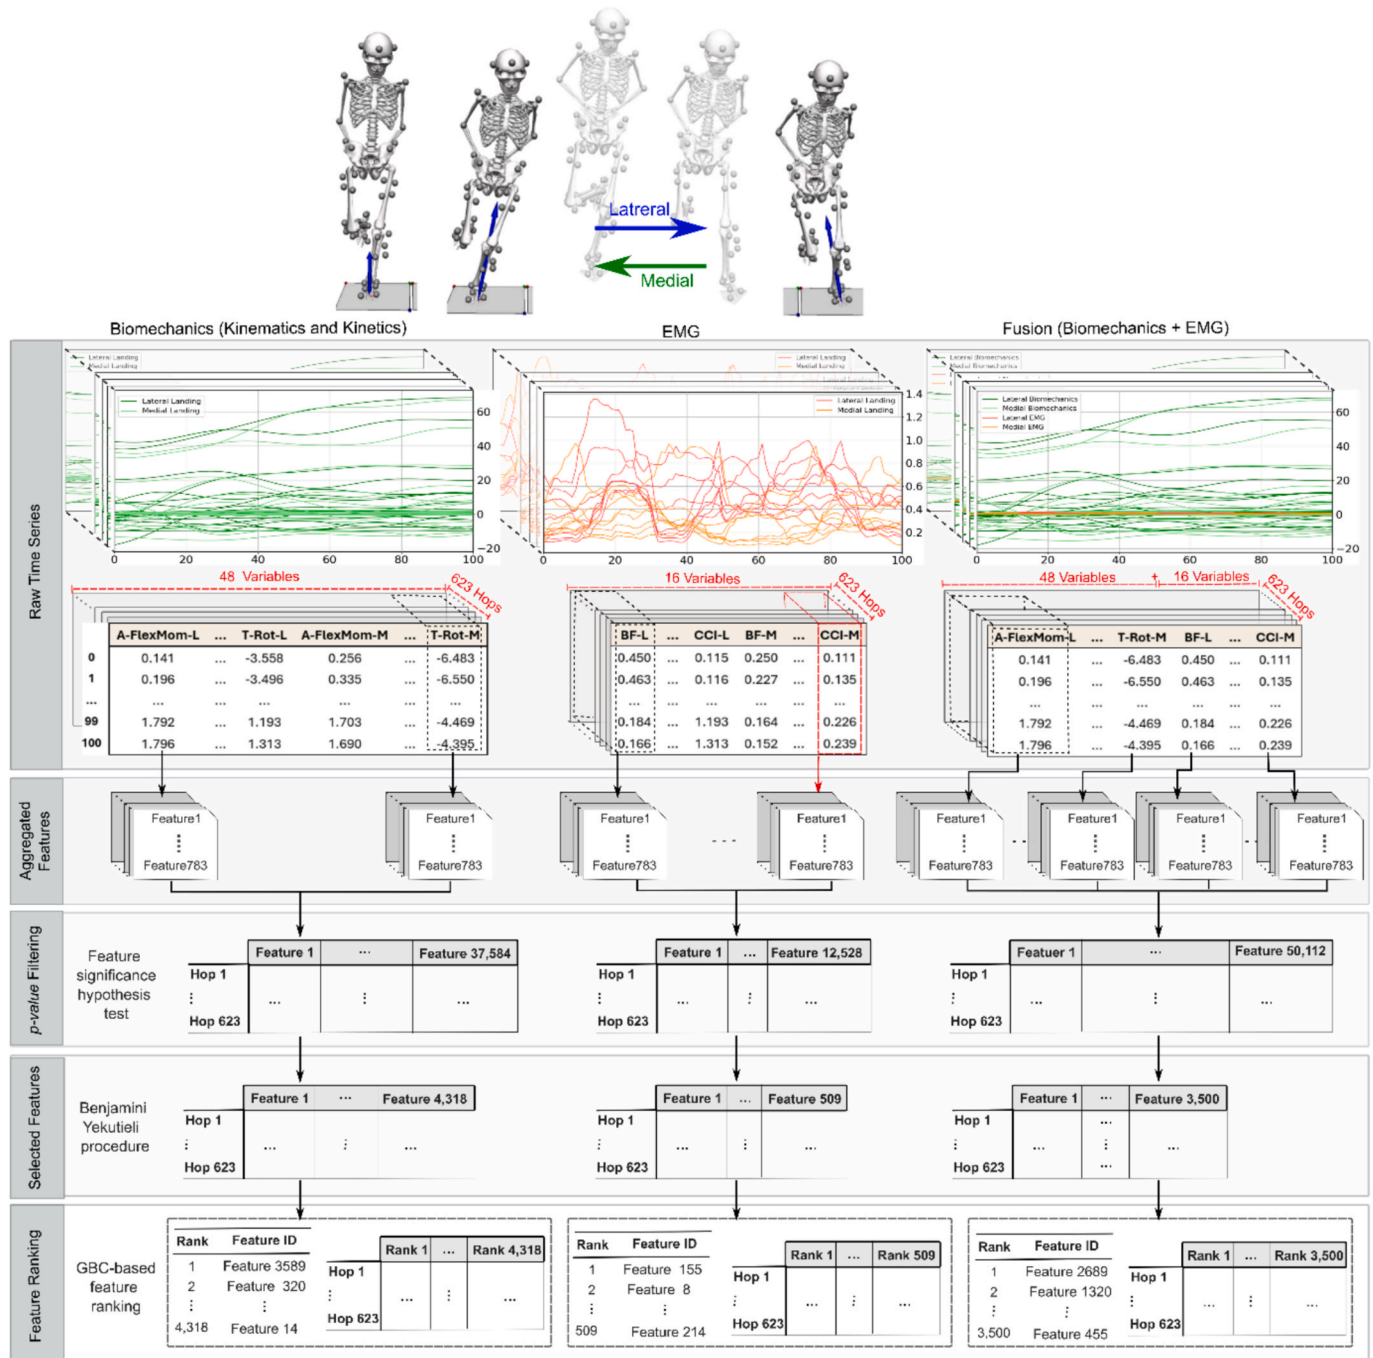 Latreral
Medial
Biomechanics (Kinematics and Kinetics)
EMG
Fusion (Biomechanics + EMG)
Raw Time Series
Lateral Landing
Medial Landing
Lateral Landing
Medial Landing
60
40
20
0
−20
0 20 40 60 80 100
Lateral Landing
Medial Landing
Lateral Landing
Medial Landing
1.4
1.2
1.0
0.8
0.6
0.4
0.2
0 20 40 60 80 100
Lateral Biomechanics
Medial Biomechanics
Lateral Biomechanics
Medial Biomechanics
Lateral EMG
Medial EMG
60
40
20
0
−20
0 20 40 60 80 100
48 Variables
623 Hops
A-FlexMom-L ... T-Rot-L A-FlexMom-M ... T-Rot-M
0 0.141 ... -3.558 0.256 ... -6.483
1 0.196 ... -3.496 0.335 ... -6.550
... ... ... ... ... ... ...
99 1.792 ... 1.193 1.703 ... -4.469
100 1.796 ... 1.313 1.690 ... -4.395
16 Variables
623 Hops
BF-L ... CCI-L BF-M ... CCI-M
0.450 ... 0.115 0.250 ... 0.111
0.463 ... 0.116 0.227 ... 0.135
... ... ... ... ... ...
0.184 ... 1.193 0.164 ... 0.226
0.166 ... 1.313 0.152 ... 0.239
48 Variables + 16 Variables
623 Hops
A-FlexMom-L ... T-Rot-M BF-L ... CCI-M
0.141 ... -6.483 0.450 ... 0.111
0.196 ... -6.550 0.463 ... 0.135
... ... ... ... ... ...
1.792 ... -4.469 0.184 ... 0.226
1.796 ... -4.395 0.166 ... 0.239
Aggregated
Features
Feature1
Feature783
Feature1
Feature783
Feature1
Feature783
...
Feature1
Feature783
Feature1
Feature783
...
Feature1
Feature783
Feature1
Feature783
...
Feature1
Feature783
p-value Filtering
Feature
significance
hypothesis
test
Feature 1 ... Feature 37,584
Hop 1
⋮ ... ⋮ ...
Hop 623
Feature 1 ... Feature 12,528
Hop 1
⋮ ... ⋮ ...
Hop 623
Featuer 1 ... Feature 50,112
Hop 1
⋮ ... ⋮ ...
Hop 623
Selected Features
Benjamini
Yekutieli
procedure
Feature 1 ... Feature 4,318
Hop 1
⋮ ... ⋮ ...
Hop 623
Feature 1 ... Feature 509
Hop 1
⋮ ... ⋮ ...
Hop 623
Feature 1 ... Feature 3,500
Hop 1 ...
⋮ ... ⋮ ...
Hop 623 ...
Feature Ranking
GBC-based
feature
ranking
Rank Feature ID
1 Feature 3589
2 Feature 320
⋮ ⋮
4,318 Feature 14
Rank 1 ... Rank 4,318
Hop 1
⋮ ... ⋮ ...
Hop 623
Rank Feature ID
1 Feature 155
2 Feature 8
⋮ ⋮
509 Feature 214
Rank 1 ... Rank 509
Hop 1
⋮ ... ⋮ ...
Hop 623
Rank Feature ID
1 Feature 2689
2 Feature 1320
⋮ ⋮
3,500 Feature 455
Rank 1 ... Rank 3,500
Hop 1
⋮ ... ⋮ ...
Hop 623